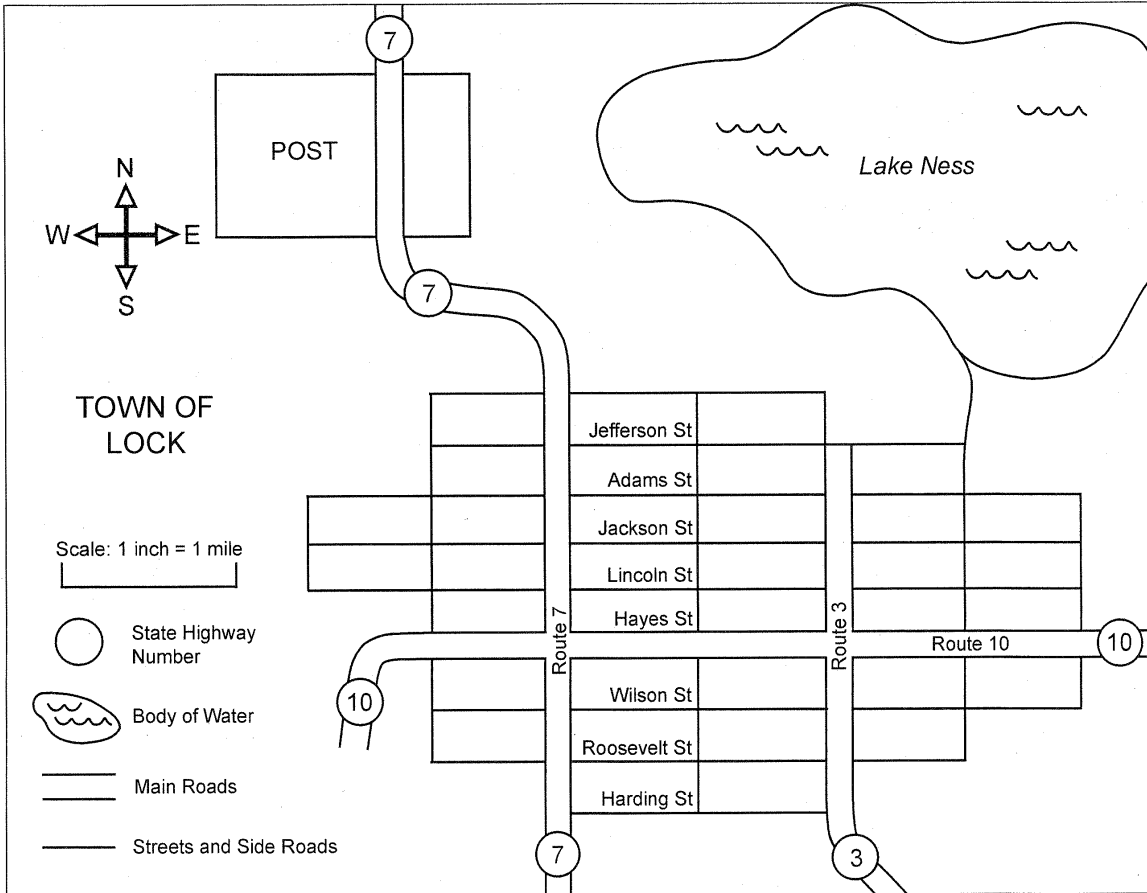 7
POST
Lake Ness
N
W
E
S
7
TOWN OF
LOCK
Jefferson St
Adams St
Jackson St
Scale: 1 inch = 1 mile
Lincoln St
Hayes St
Route 7
Route 3
Route 10
10
State Highway
Number
10
Wilson St
Body of Water
Roosevelt St
Main Roads
Harding St
Streets and Side Roads
7
3